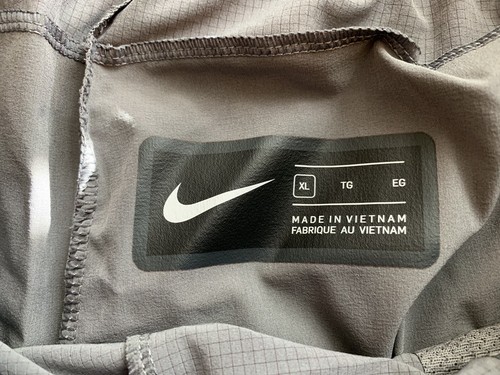 XL TG EG
MADE IN VIETNAM
FABRIQUE AU VIETNAM